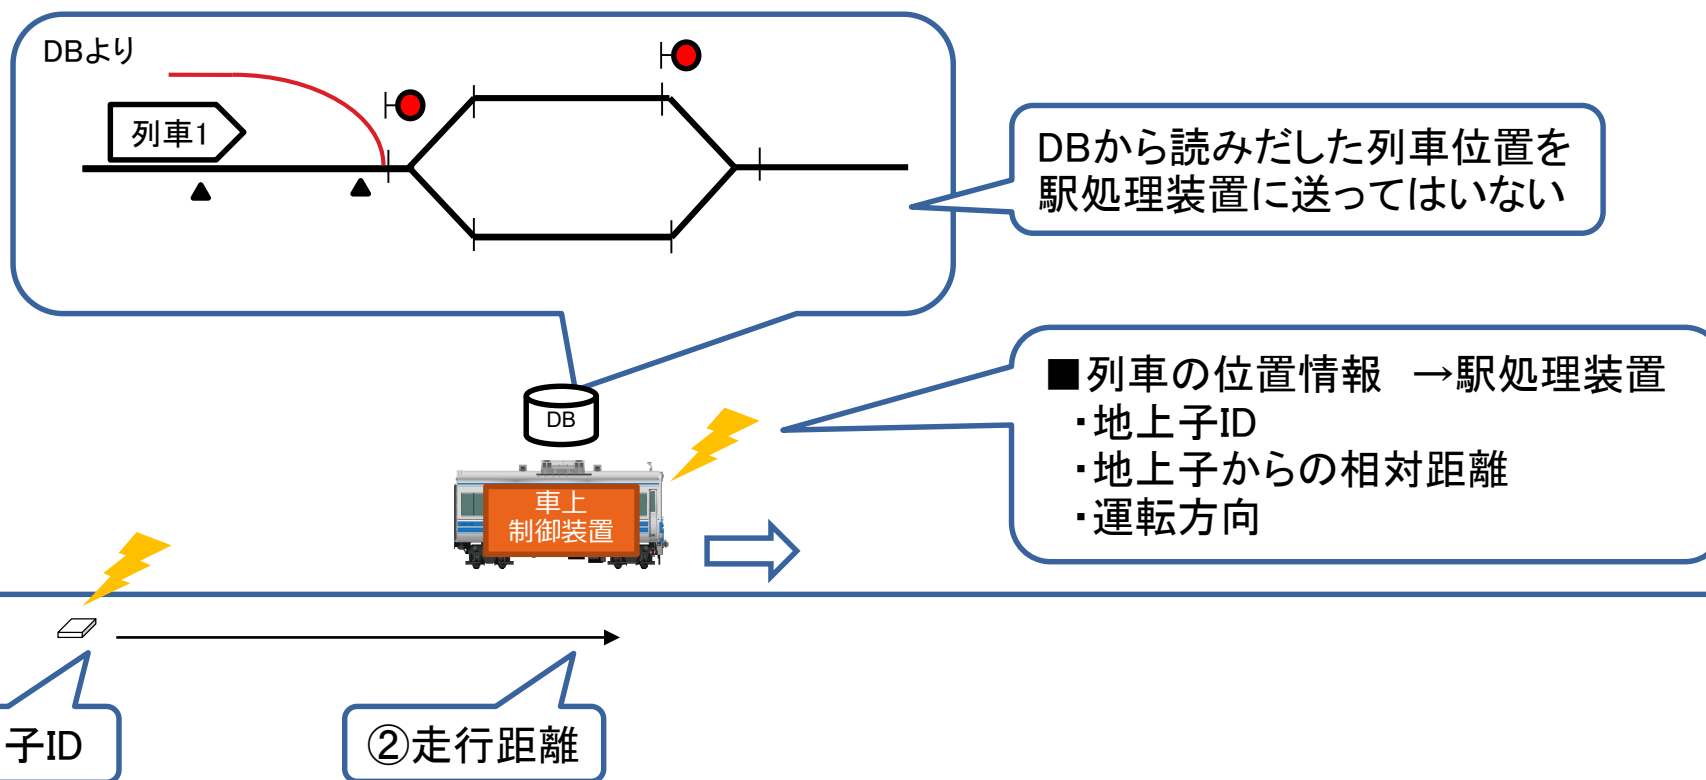 DBより
列車1
DBから読みだした列車位置を
駅処理装置に送ってはいない
DB
車上
制御装置
■列車の位置情報　→駅処理装置
・地上子ID
・地上子からの相対距離
・運転方向
子ID
②走行距離